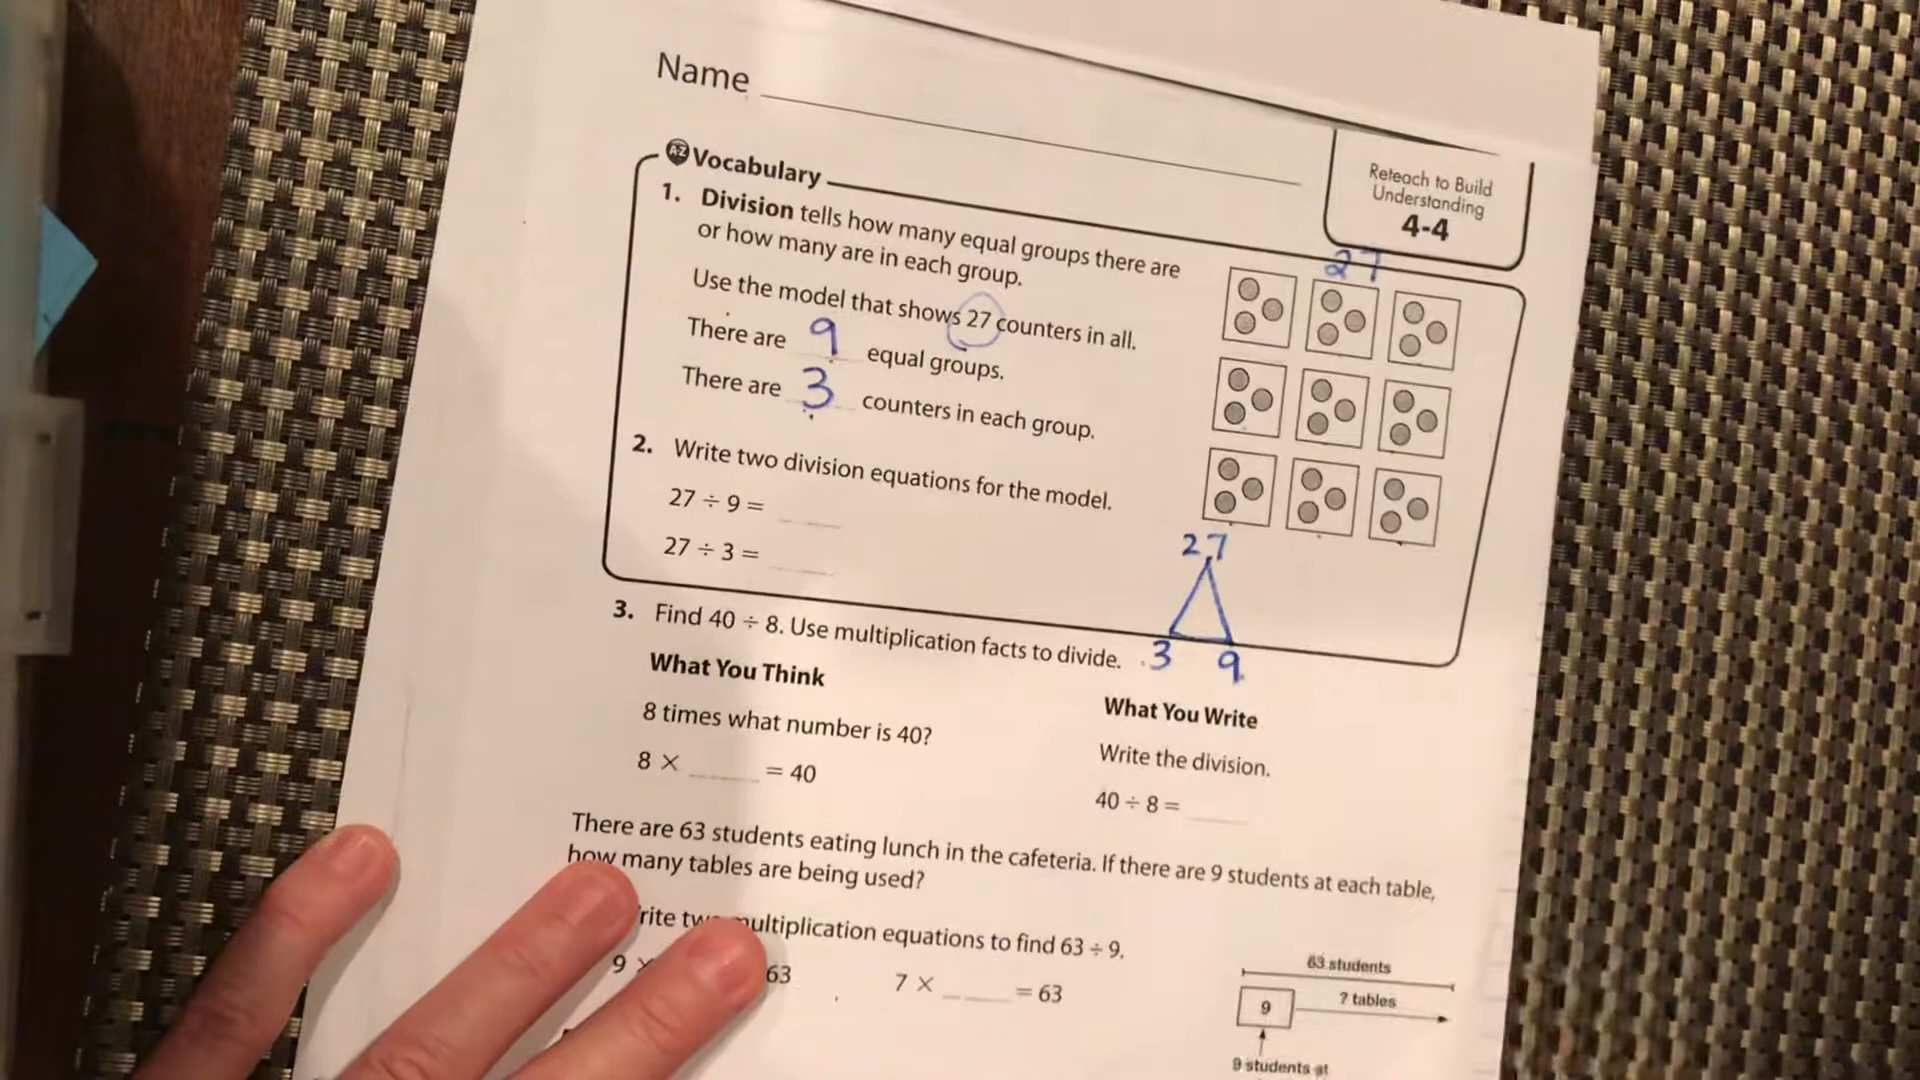 Name
A-Z Vocabulary
Reteach to Build
Understanding
4-4
1. Division tells how many equal groups there are
or how many are in each group.
27
Use the model that shows 27 counters in all.
There are 9 equal groups.
There are 3 counters in each group.
2. Write two division equations for the model.
27 ÷ 9 =
27 ÷ 3 =
27
3 9
3. Find 40 ÷ 8. Use multiplication facts to divide.
What You Think
8 times what number is 40?
8 × = 40
What You Write
Write the division.
40 ÷ 8 =
There are 63 students eating lunch in the cafeteria. If there are 9 students at each table,
how many tables are being used?
multiplication equations to find 63 ÷ 9.
9 × 63 7 × = 63
63 students
? tables
9
9 students at